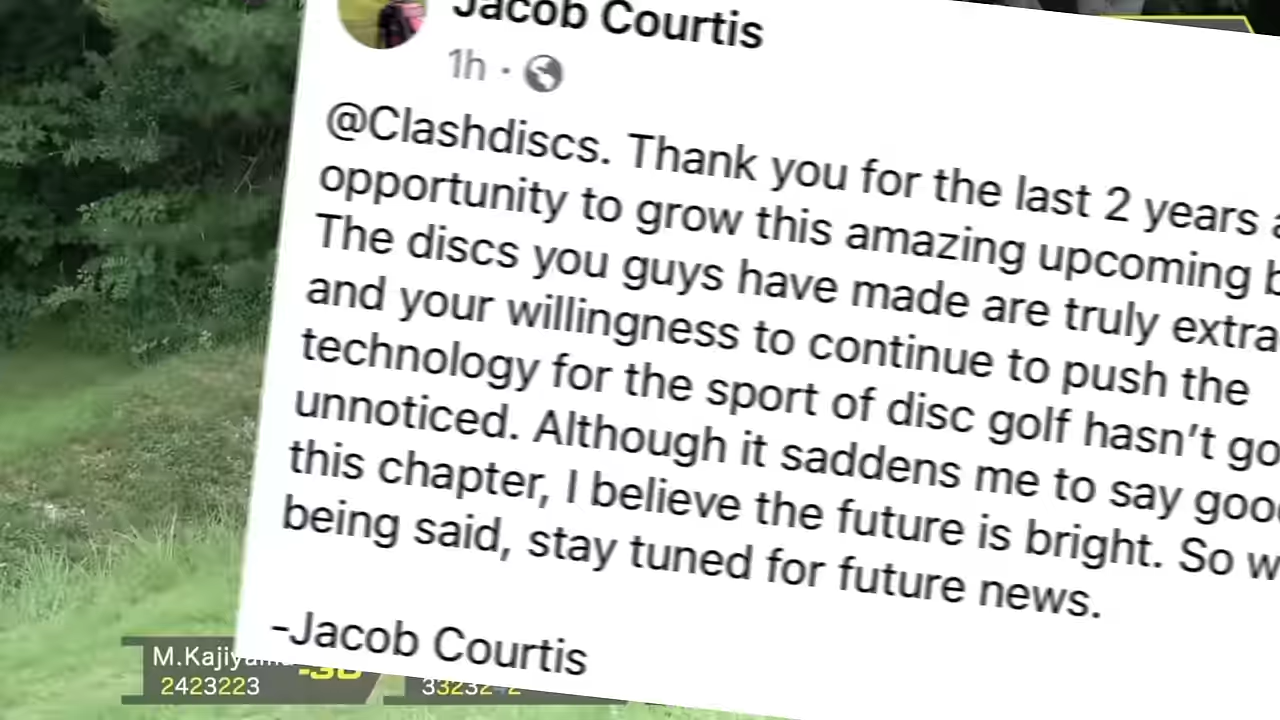 Jacob Courtis
1h ·
@Clashdiscs. Thank you for the last 2 years
opportunity to grow this amazing upcoming
The discs you guys have made are truly
and your willingness to continue to push the
technology for the sport of disc golf hasn’t
unnoticed. Although it saddens me to say
this chapter, I believe the future is bright. So
being said, stay tuned for future news.
-Jacob Courtis
M.Kajiyama
2423223